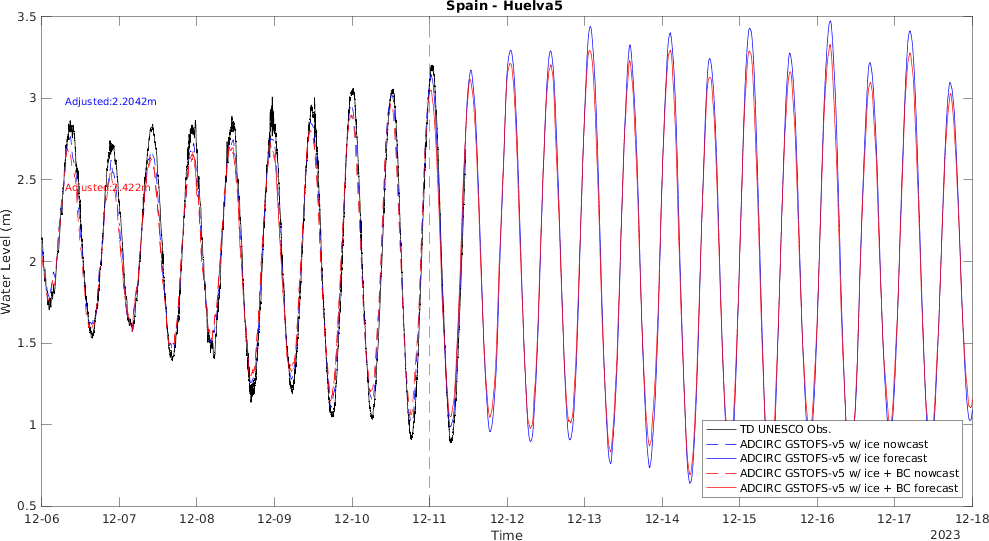 Spain - Huelva5
3.5
3
2.5
2
1.5
1
0.5
Water Level (m)
Adjusted:2.2042m
Adjusted:2.422m
TD UNESCO Obs.
ADCIRC GSTOFS-v5 w/ ice nowcast
ADCIRC GSTOFS-v5 w/ ice forecast
ADCIRC GSTOFS-v5 w/ ice + BC nowcast
ADCIRC GSTOFS-v5 w/ ice + BC forecast
12-06 12-07 12-08 12-09 12-10 12-11 12-12 12-13 12-14 12-15 12-16 12-17 12-18
Time
2023